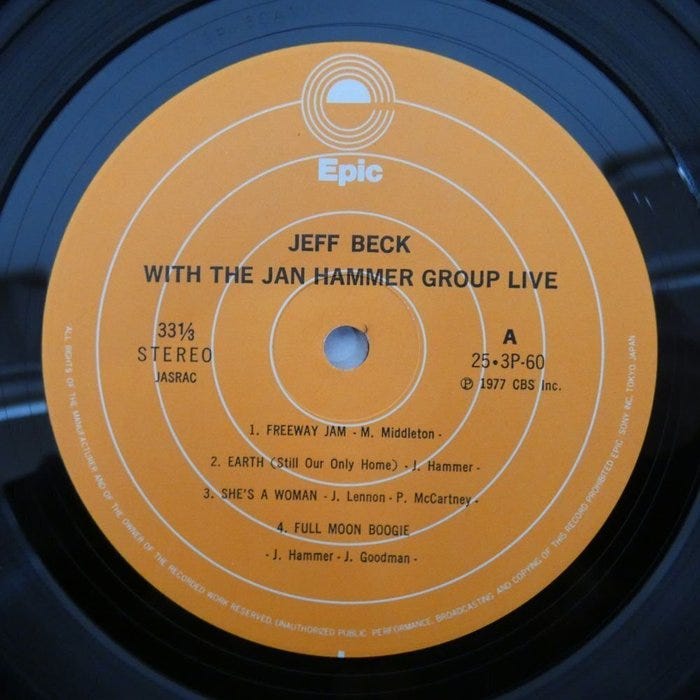 Epic
JEFF BECK
WITH THE JAN HAMMER GROUP LIVE
33⅓
STEREO
JASRAC
A
25•3P-60
℗ 1977 CBS Inc.
1. FREEWAY JAM - M. Middleton -
2. EARTH (Still Our Only Home) - J. Hammer -
3. SHE'S A WOMAN - J. Lennon - P. McCartney -
4. FULL MOON BOOGIE
- J. Hammer - J. Goodman -
ALL RIGHTS OF THE MANUFACTURER AND OF THE OWNER OF THE RECORDED WORK RESERVED. UNAUTHORIZED PUBLIC PERFORMANCE, BROADCASTING AND COPYING OF THIS RECORD PROHIBITED EPIC/SONY INC. TOKYO, JAPAN